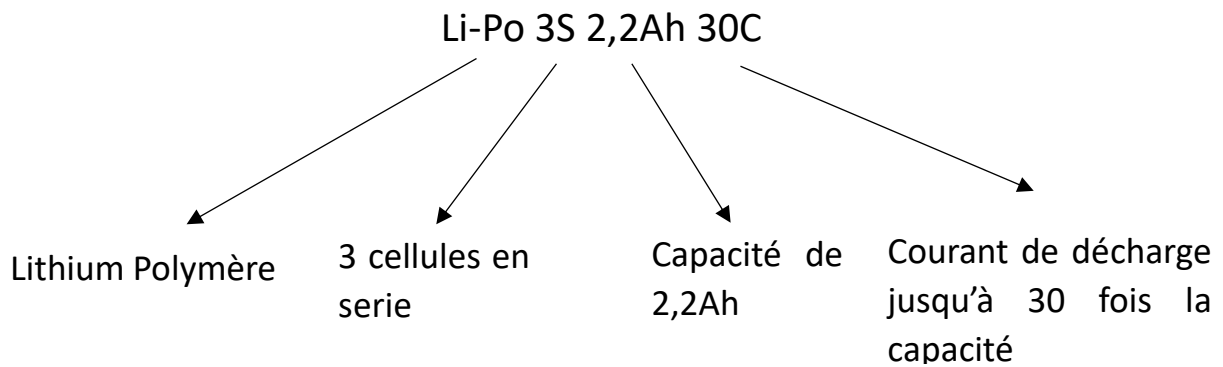 Li-Po 3S 2,2Ah 30C
Lithium Polymère
3 cellules en
serie
Capacité de
2,2Ah
Courant de décharge
jusqu’à 30 fois la
capacité